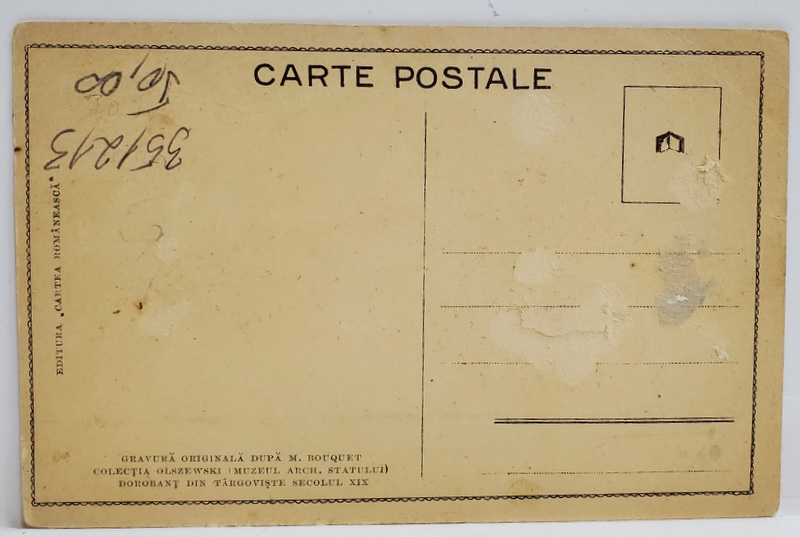 CARTE POSTALE
50,00
351213
EDITURA „CARTEA ROMÂNEASCĂ"
GRAVURĂ ORIGINALĂ DUPĂ M. BOUQUET
COLECȚIA OLSZEWSKI (MUZEUL ARCH. STATULUI)
DOROBANȚ DIN TÂRGOVIȘTE SECOLUL XIX